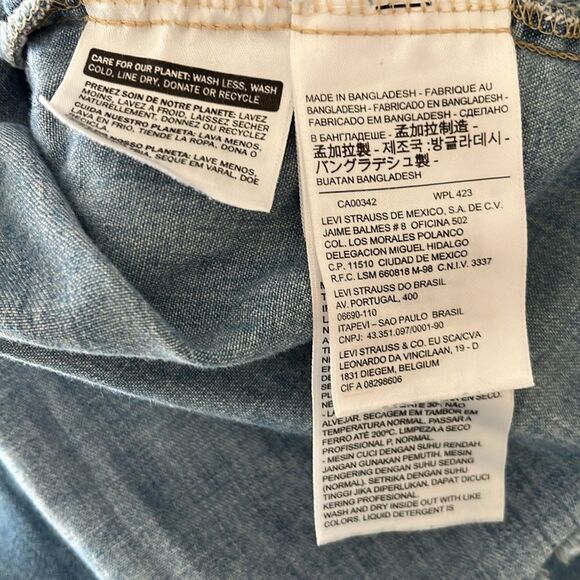 CARE FOR OUR PLANET: WASH LESS, WASH
COLD, LINE DRY, DONATE OR RECYCLE
PRENEZ SOIN DE NOTRE PLANETE: LAVEZ
MOINS, LAVEZ A FROID, LAISSEZ SECHER
NATURELLEMENT, DONNEZ OU RECYCLEZ
CUIDA NUESTRO PLANETA: LAVA MENOS,
LAVA EN FRIO, TIENDE LA ROPA, DONA O
NOSSO PLANETA: LAVE MENOS,
SEQUE EM VARAL, DOE
MADE IN BANGLADESH - FABRIQUE AU
BANGLADESH - FABRICADO EN BANGLADESH -
FABRICADO EM BANGLADESH - СДЕЛАНО
В БАНГЛАДЕШЕ - 孟加拉制造 -
孟加拉製 - 제조국 :방글라데시 -
バングラデシュ製 -
BUATAN BANGLADESH
CA00342 WPL 423
LEVI STRAUSS DE MEXICO, S.A. DE C.V.
JAIME BALMES # 8 OFICINA 502
COL. LOS MORALES POLANCO
DELEGACION MIGUEL HIDALGO
C.P. 11510 CIUDAD DE MEXICO
R.F.C. LSM 660818 M-98 C.N.I.V. 3337
LEVI STRAUSS DO BRASIL
AV. PORTUGAL, 400
06690-110
ITAPEVI – SAO PAULO BRASIL
CNPJ: 43.351.097/0001-90
LEVI STRAUSS & CO. EU SCA/CVA
LEONARDO DA VINCILAAN, 19 - D
1831 DIEGEM, BELGIUM
CIF A 08298606
EN SECO.
ATE 30C. NAO
ALVEJAR. SECAGEM EM TAMBOR EM
TEMPERATURA NORMAL. PASSAR A
FERRO ATÉ 200ºC. LIMPEZA A SECO
PROFISSIONAL P, NORMAL.
- MESIN CUCI DENGAN SUHU RENDAH.
JANGAN GUNAKAN PEMUTIH. MESIN
PENGERING DENGAN SUHU SEDANG
(NORMAL). SETRIKA DENGAN SUHU
TINGGI JIKA DIPERLUKAN. DAPAT DICUCI
KERING PROFESIONAL.
WASH AND DRY INSIDE OUT WITH LIKE
COLORS. LIQUID DETERGENT IS